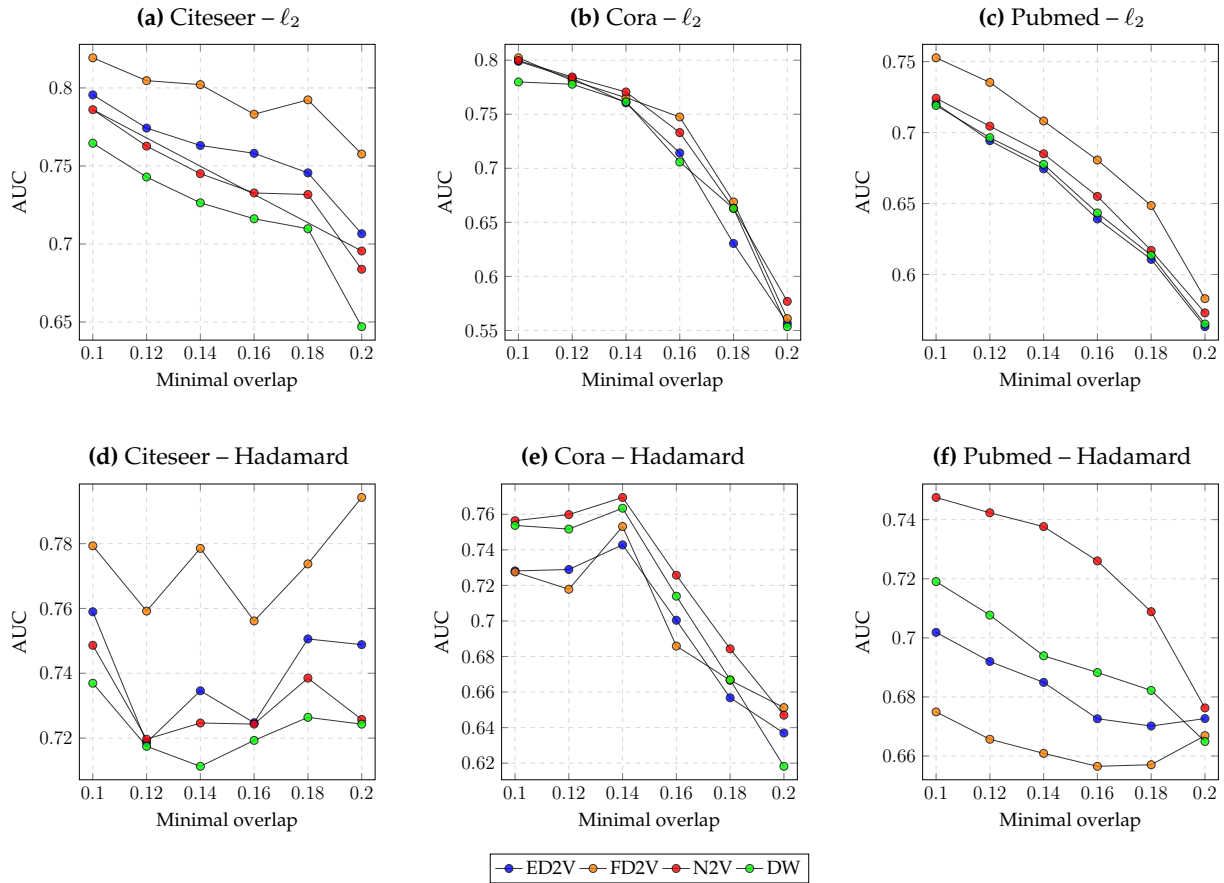 (a) Citeseer – ℓ2
(b) Cora – ℓ2
(c) Pubmed – ℓ2
0.8
0.75
0.7
0.65
AUC
0.1 0.12 0.14 0.16 0.18 0.2
Minimal overlap
0.8
0.75
0.7
0.65
0.6
0.55
AUC
0.1 0.12 0.14 0.16 0.18 0.2
Minimal overlap
0.75
0.7
0.65
0.6
AUC
0.1 0.12 0.14 0.16 0.18 0.2
Minimal overlap
(d) Citeseer – Hadamard
(e) Cora – Hadamard
(f) Pubmed – Hadamard
0.78
0.76
0.74
0.72
AUC
0.1 0.12 0.14 0.16 0.18 0.2
Minimal overlap
0.76
0.74
0.72
0.7
0.68
0.66
0.64
0.62
AUC
0.1 0.12 0.14 0.16 0.18 0.2
Minimal overlap
0.74
0.72
0.7
0.68
0.66
AUC
0.1 0.12 0.14 0.16 0.18 0.2
Minimal overlap
ED2V FD2V N2V DW